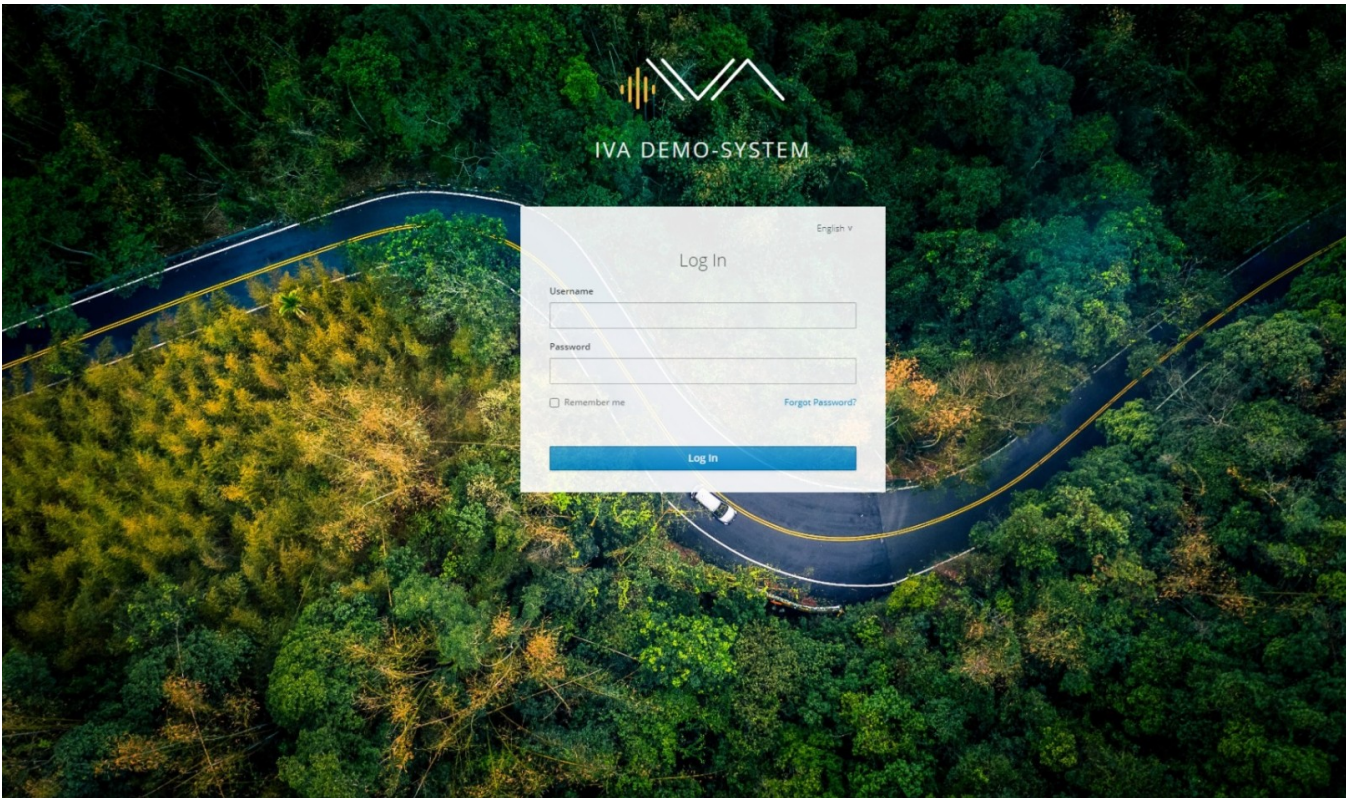 IVA DEMO-SYSTEM
English ˅
Log In
Username
Password
Remember me
Forgot Password?
Log In